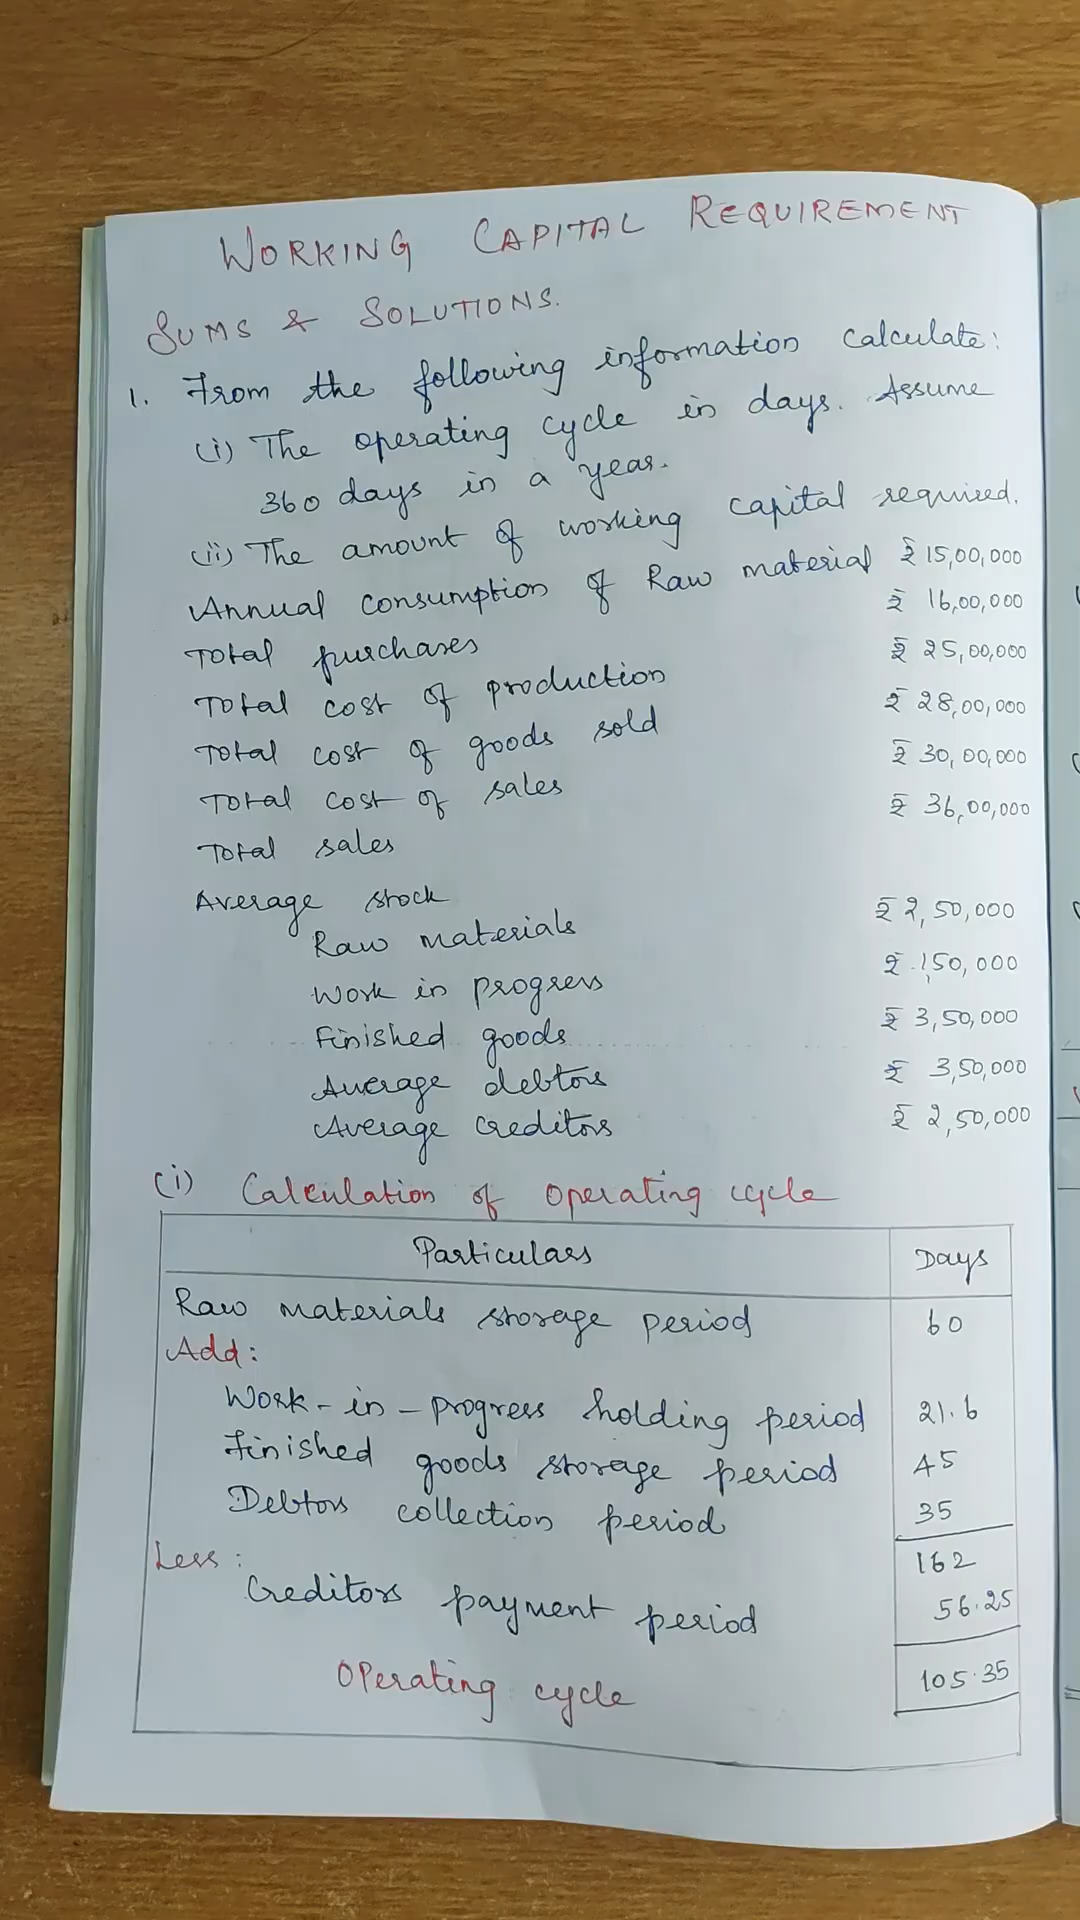 WORKING CAPITAL REQUIREMENT
SUMS & SOLUTIONS.
1. From the following information calculate:
(i) The operating cycle in days. Assume
360 days in a year.
(ii) The amount of working capital required.
Annual consumption of Raw material ₹ 15,00,000
Total purchases ₹ 16,00,000
Total cost of production ₹ 25,00,000
Total cost of goods sold ₹ 28,00,000
Total cost of sales ₹ 30,00,000
Total sales ₹ 36,00,000
Average stock
Raw materials ₹ 2,50,000
Work in progress ₹ 1,50,000
Finished goods ₹ 3,50,000
Average debtors ₹ 3,50,000
Average creditors ₹ 2,50,000
(i) Calculation of operating cycle
Particulars Days
Raw materials storage period 60
Add:
Work-in-progress holding period 21.6
Finished goods storage period 45
Debtors collection period 35
162
Less:
Creditors payment period 56.25
Operating cycle 105.35